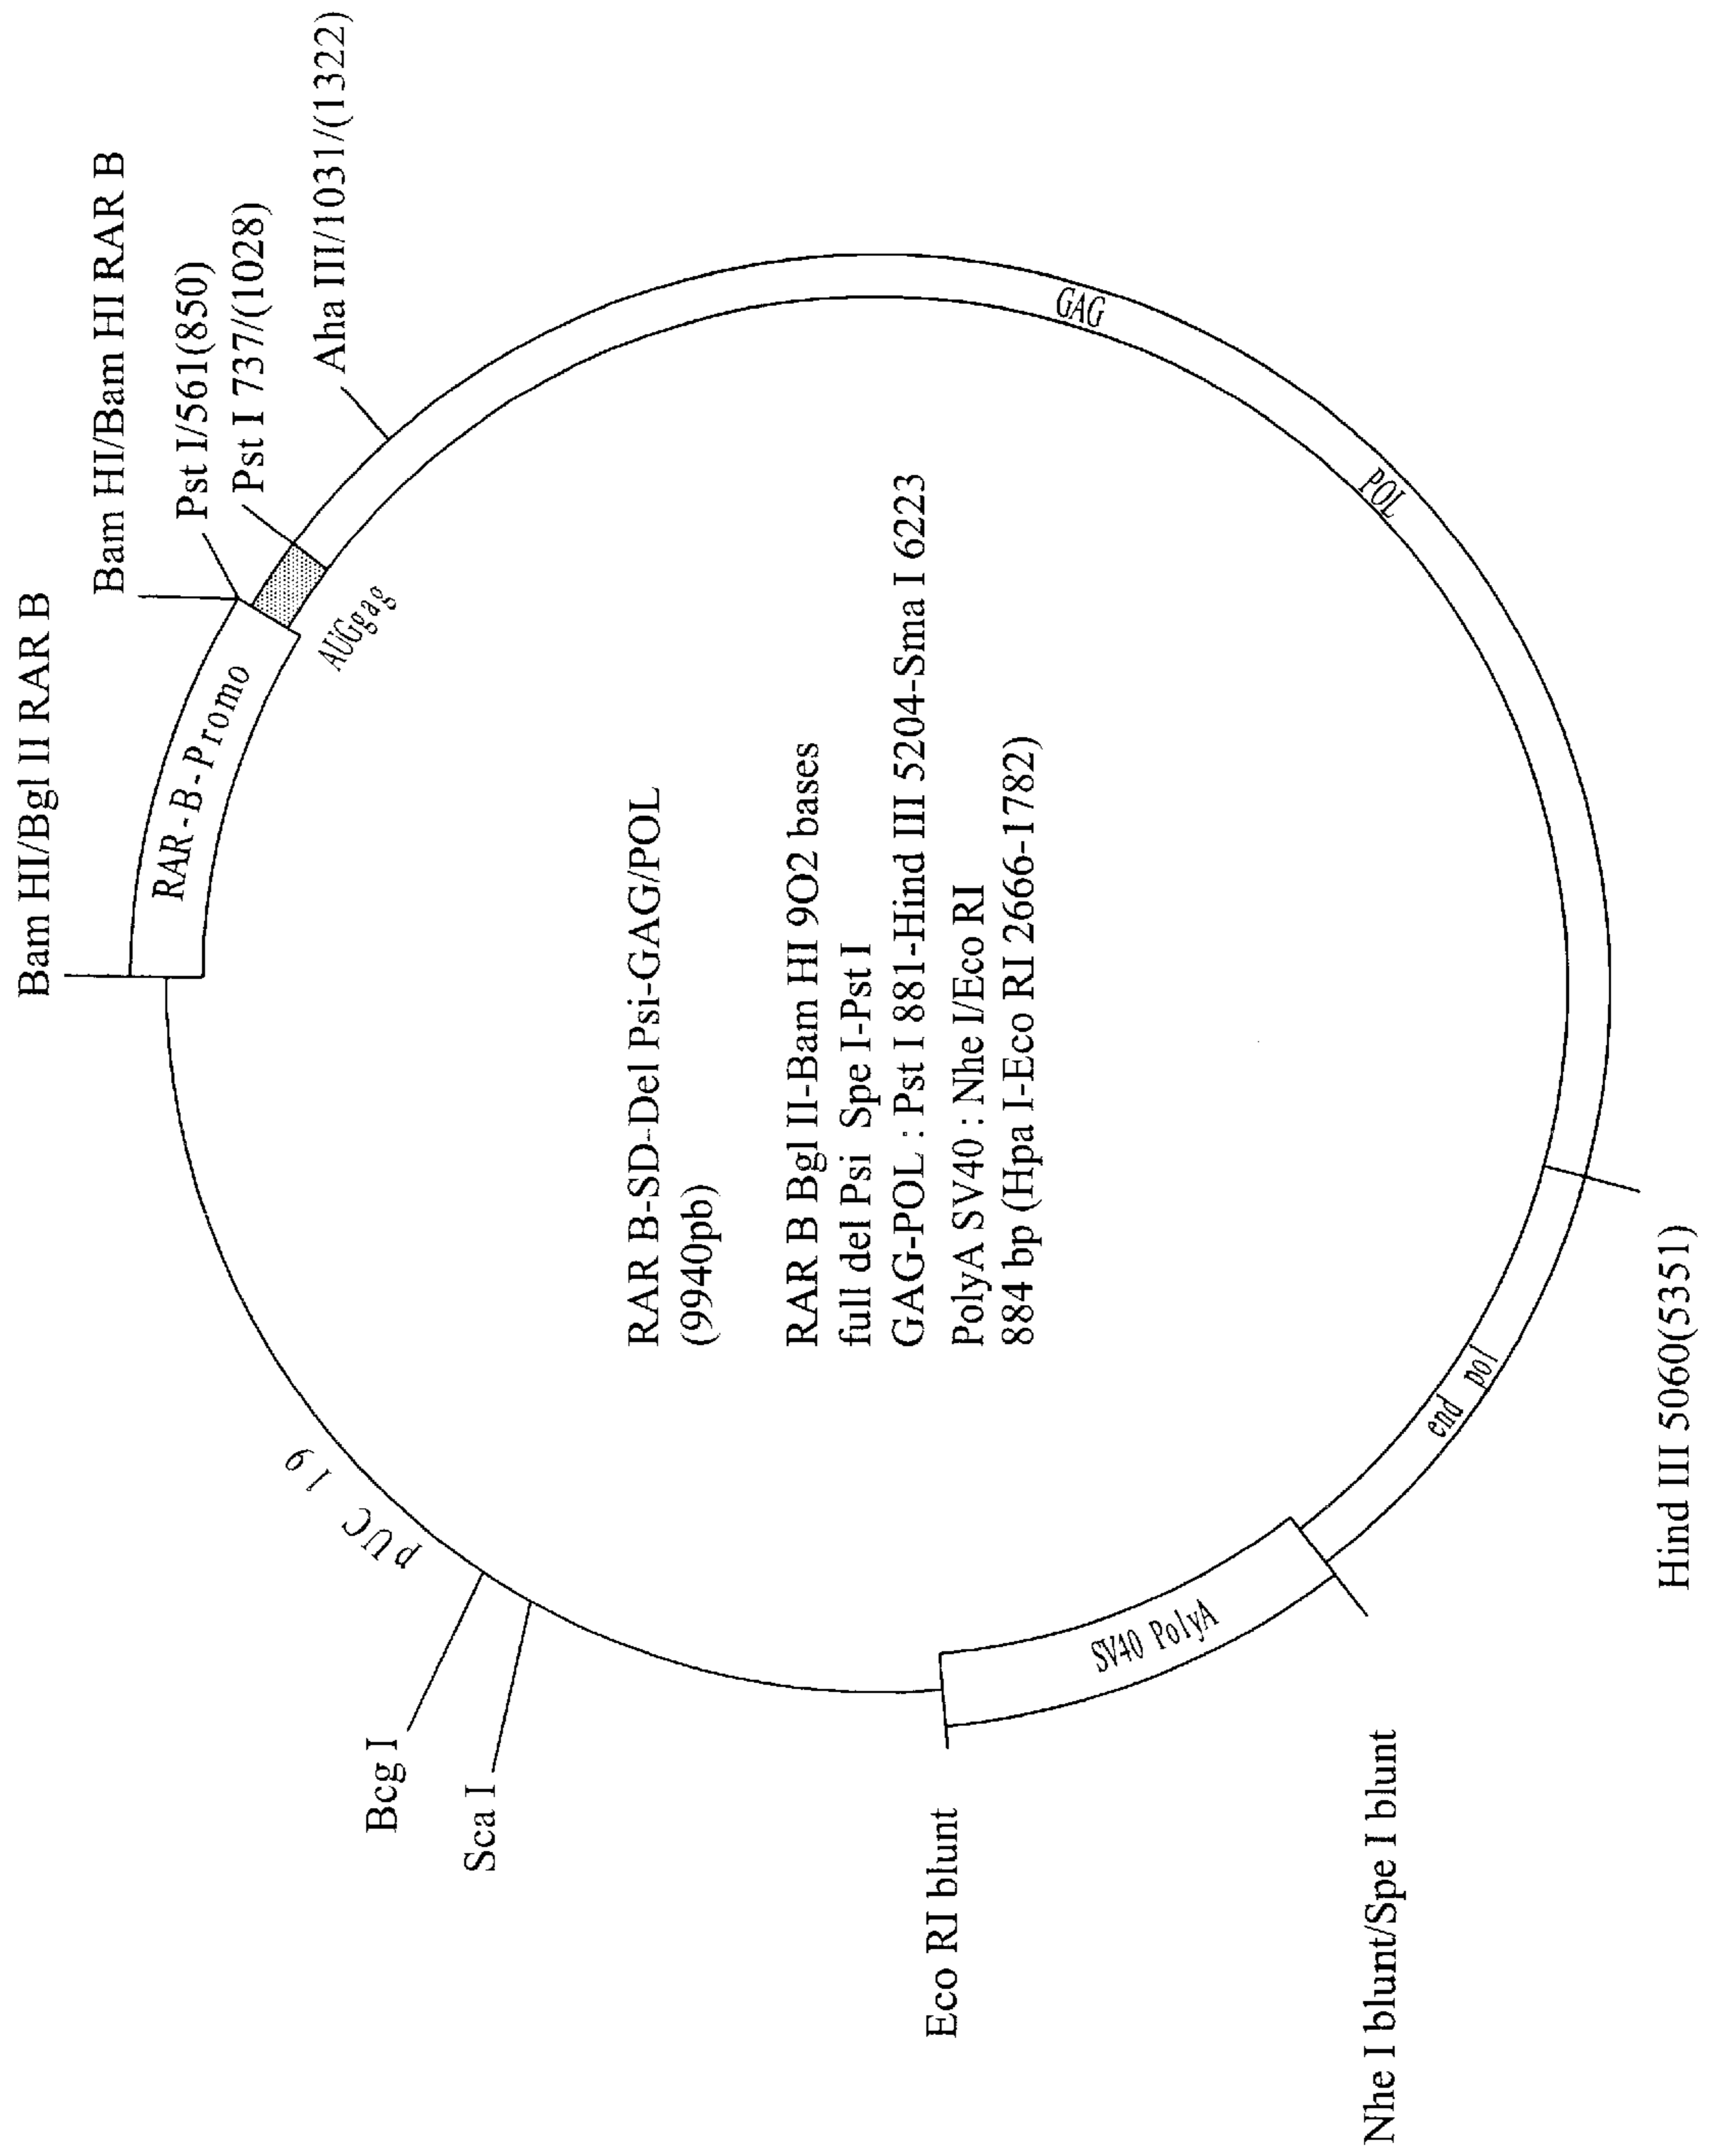 Bam HI/Bgl II RAR B
Bam HI/Bam HI RAR B
Pst I/561(850)
Pst I 737/(1028)
Aha III/1031/(1322)
RAR-B-Promo
AUGgag
GAG
POL
Hind III 5060(5351)
end pol
SV40 PolyA
Nhe I blunt/Spe I blunt
Eco RI blunt
Sca I
Bcg I
pUC 19
RAR B-SD-Del Psi-GAG/POL
(9940pb)
RAR B Bgl II-Bam HI 9O2 bases
full del Psi Spe I-Pst I
GAG-POL : Pst I 881-Hind III 5204-Sma I 6223
PolyA SV40 : Nhe I/Eco RI
884 bp (Hpa I-Eco RI 2666-1782)